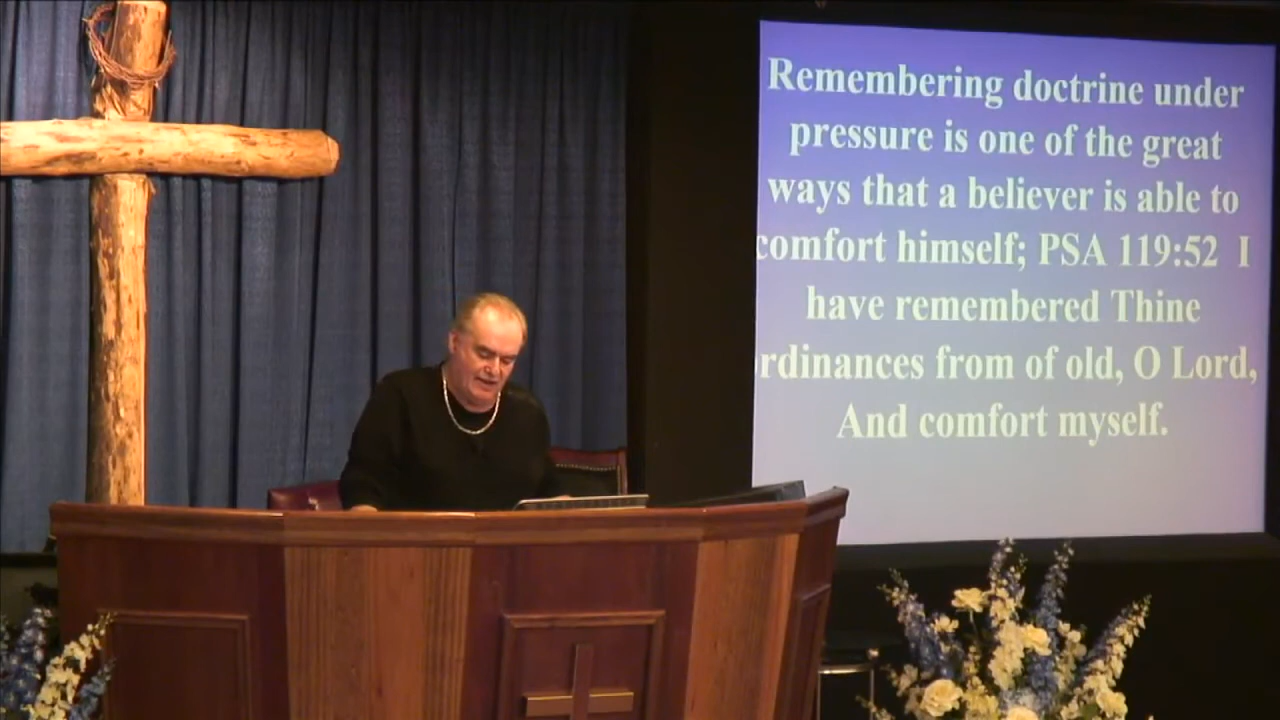 Remembering doctrine under
pressure is one of the great
ways that a believer is able to
comfort himself; PSA 119:52 I
have remembered Thine
rdinances from of old, O Lord,
And comfort myself.